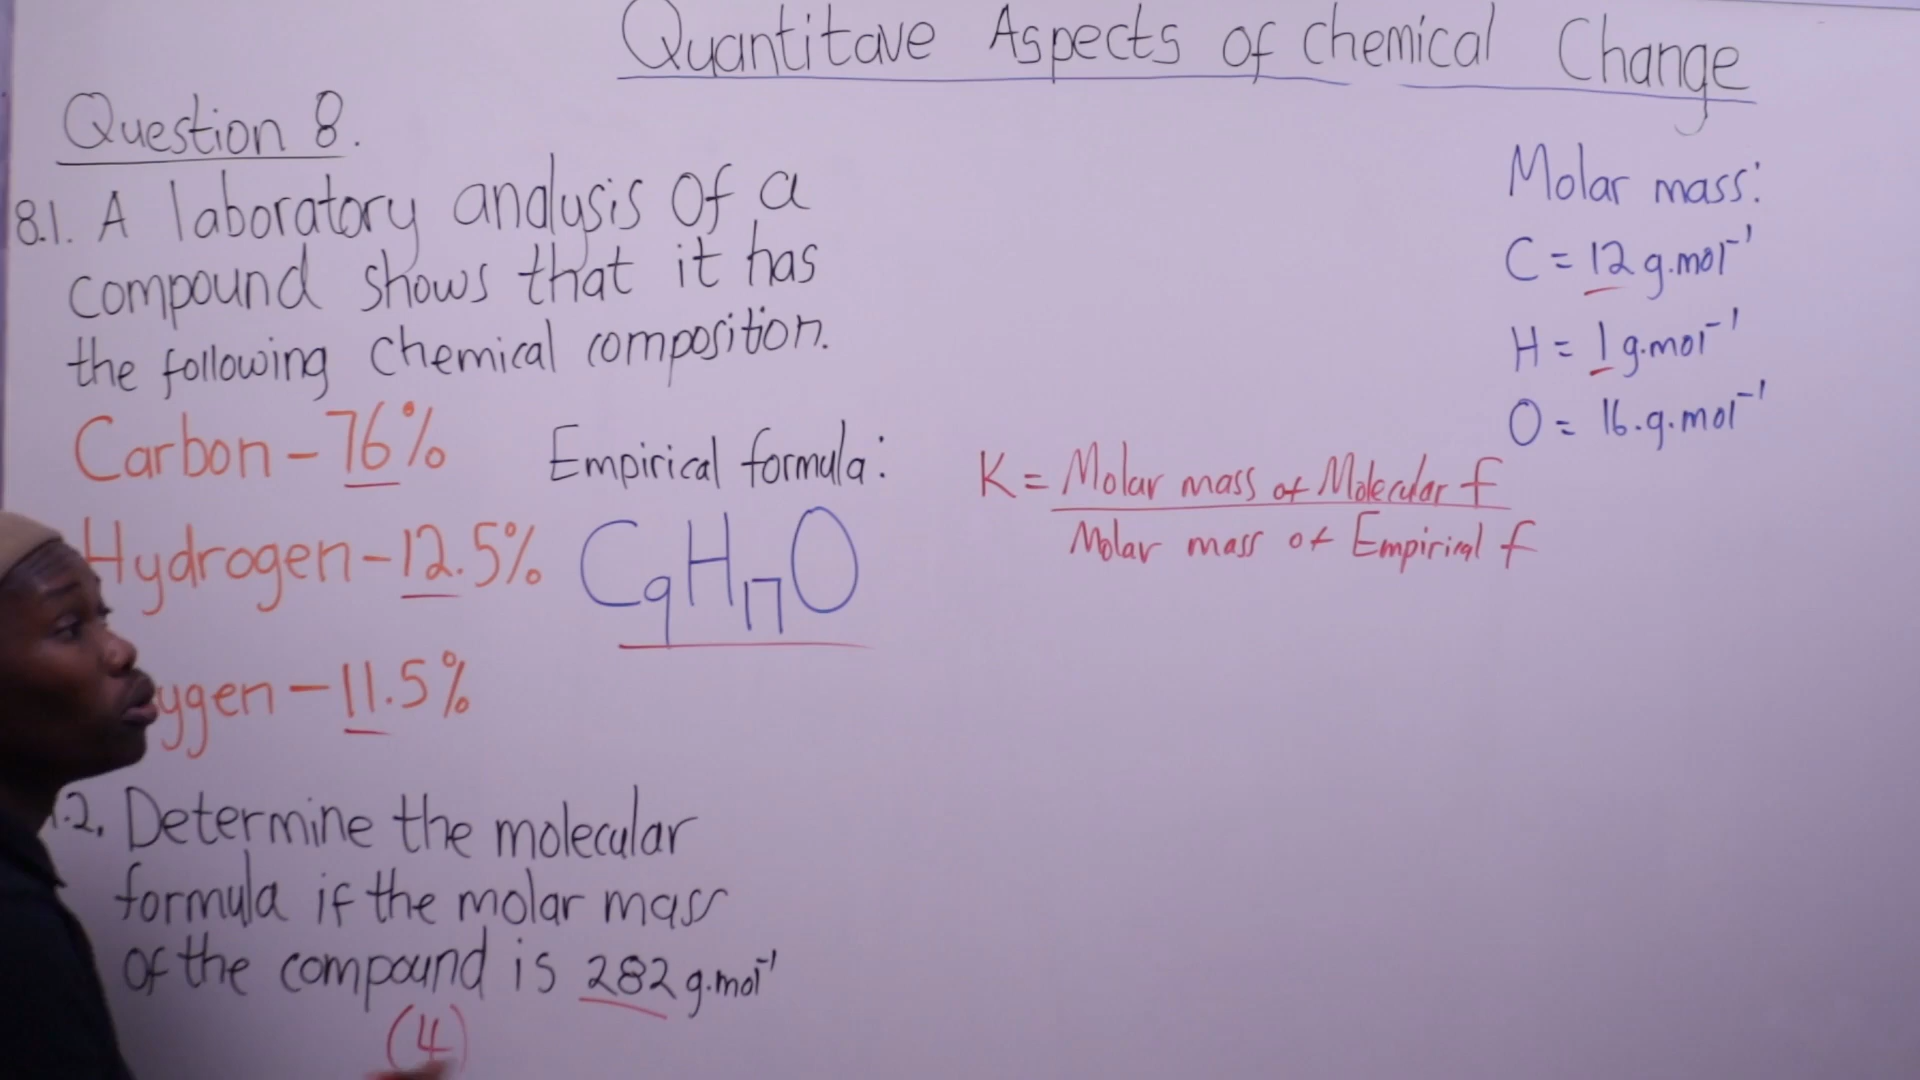 Quantitave Aspects of Chemical Change
Question 8.
8.1. A laboratory analysis of a
compound shows that it has
the following chemical composition.
Carbon - 76%
Hydrogen - 12.5%
ygen - 11.5%
Empirical formula:
C₉H₁₇O
.2. Determine the molecular
formula if the molar mass
of the compound is 282 g.mol⁻¹
(4)
K = Molar mass of Molecular f
Molar mass of Empirical f
Molar mass:
C = 12 g.mol⁻¹
H = 1 g.mol⁻¹
O = 16.g.mol⁻¹